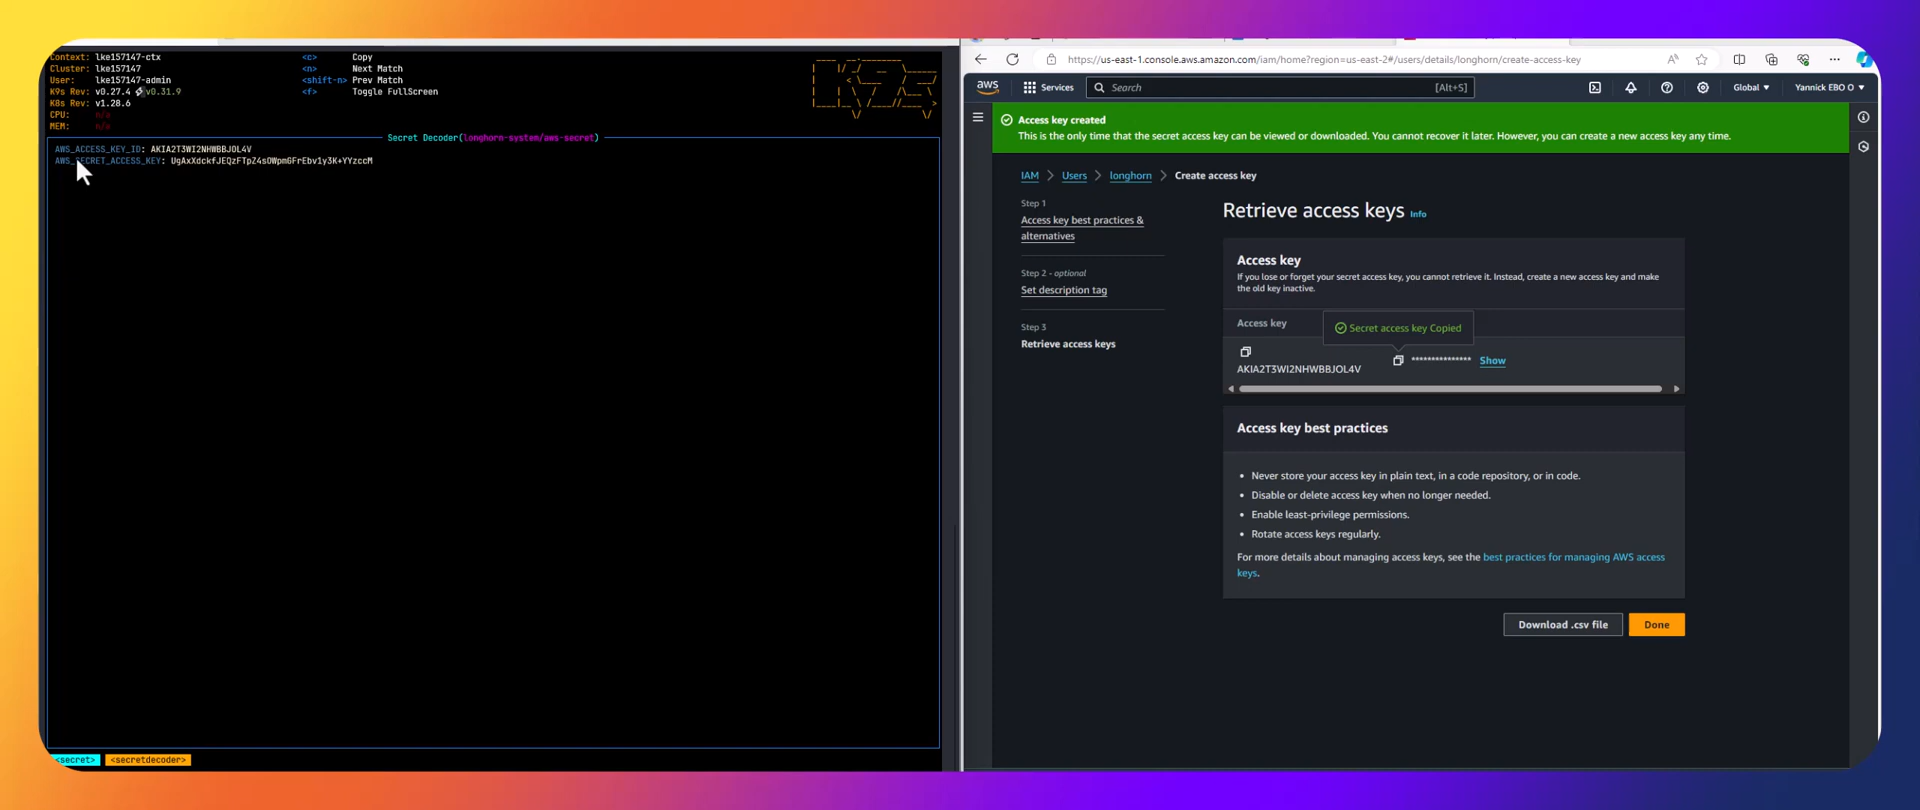 Context: lke157147-ctx
Cluster: lke157147
User: lke157147-admin
K9s Rev: v0.27.4 ⚡v0.31.9
K8s Rev: v1.28.6
CPU: n/a
MEM: n/a
<c> Copy
<n> Next Match
<shift-n> Prev Match
<f> Toggle FullScreen
Secret Decoder(longhorn-system/aws-secret)
AWS_ACCESS_KEY_ID: AKIA2T3WI2NHWBBJOL4V
AWS_SECRET_ACCESS_KEY:
<secret> <secretdecoder>
https://us-east-1.console.aws.amazon.com/iam/home?region=us-east-2#/users/details/longhorn/create-access-key
aws Services Search [Alt+S] Global Yannick EBO O
Access key created
This is the only time that the secret access key can be viewed or downloaded. You cannot recover it later. However, you can create a new access key any time.
IAM > Users > longhorn > Create access key
Step 1
Access key best practices &
alternatives
Step 2 - optional
Set description tag
Step 3
Retrieve access keys
Retrieve access keys Info
Access key
If you lose or forget your secret access key, you cannot retrieve it. Instead, create a new access key and make
the old key inactive.
Access key
Secret access key Copied
AKIA2T3WI2NHWBBJOL4V
*************** Show
Access key best practices
• Never store your access key in plain text, in a code repository, or in code.
• Disable or delete access key when no longer needed.
• Enable least-privilege permissions.
• Rotate access keys regularly.
For more details about managing access keys, see the best practices for managing AWS access
keys.
Download .csv file Done